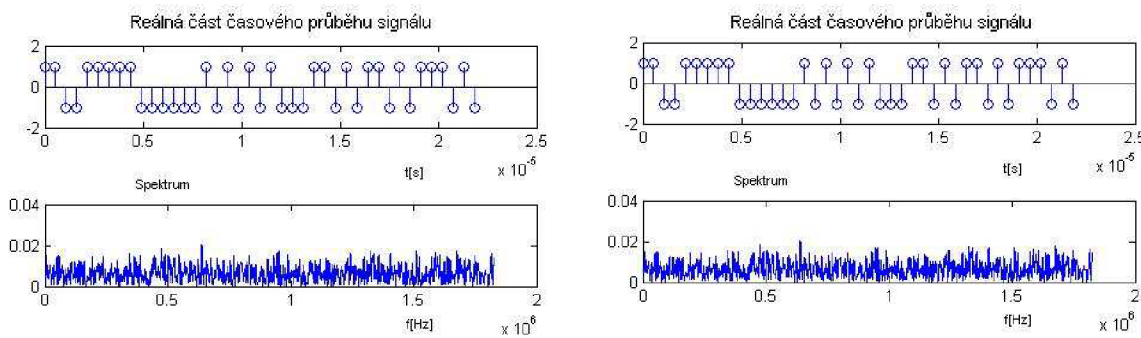 Reálná část časového průběhu signálu
2
0
-2
0 0.5 1 1.5 2 2.5
t[s]
x 10^-5
Spektrum
0.04
0.02
0
0 0.5 1 1.5 2
f[Hz]
x 10^6
Reálná část časového průběhu signálu
2
0
-2
0 0.5 1 1.5 2 2.5
t[s]
x 10^-5
Spektrum
0.04
0.02
0
0 0.5 1 1.5 2
f[Hz]
x 10^6